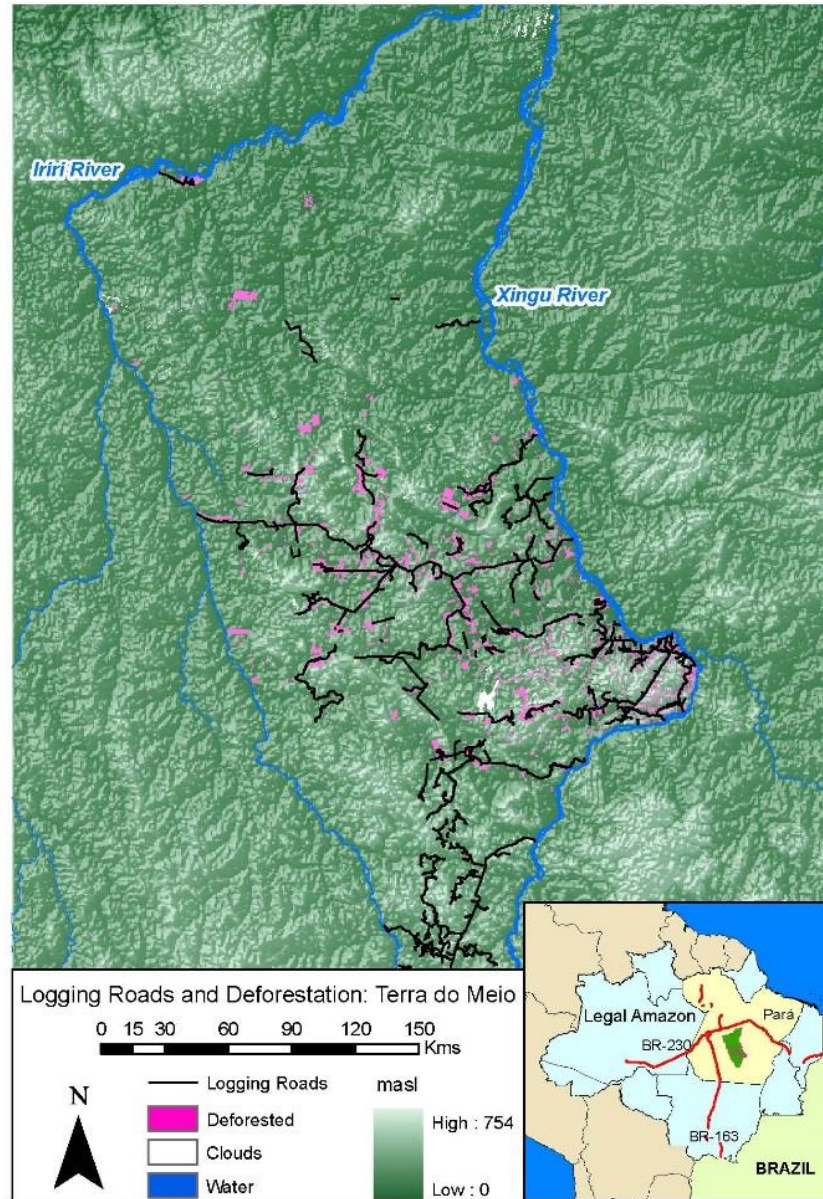 Iriri River
Xingu River
Logging Roads and Deforestation: Terra do Meio
0 15 30 60 90 120 150
Kms
N
Logging Roads
Deforested
Clouds
Water
masl
High : 754
Low : 0
Legal Amazon
Pará
BR-230
BR-163
BRAZIL